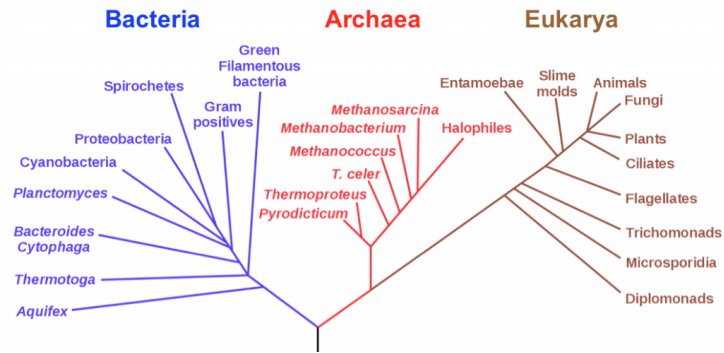 Bacteria
Archaea
Eukarya
Green
Filamentous
bacteria
Spirochetes
Gram
positives
Proteobacteria
Cyanobacteria
Planctomyces
Bacteroides
Cytophaga
Thermotoga
Aquifex
Methanosarcina
Methanobacterium
Halophiles
Methanococcus
T. celer
Thermoproteus
Pyrodicticum
Entamoebae
Slime
molds
Animals
Fungi
Plants
Ciliates
Flagellates
Trichomonads
Microsporidia
Diplomonads